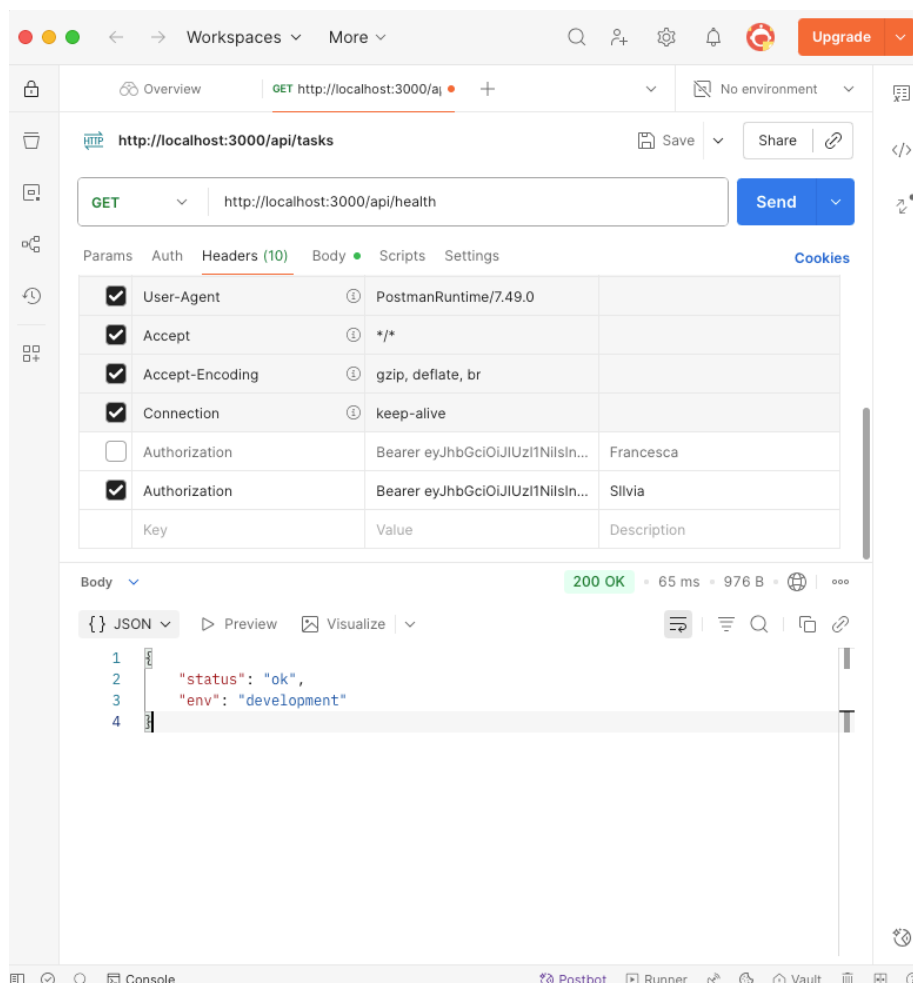 Workspaces More Upgrade
Overview GET http://localhost:3000/a No environment
HTTP http://localhost:3000/api/tasks Save Share
GET http://localhost:3000/api/health Send
Params Auth Headers (10) Body Scripts Settings Cookies
User-Agent PostmanRuntime/7.49.0
Accept */*
Accept-Encoding gzip, deflate, br
Connection keep-alive
Authorization Bearer eyJhbGciOiJIUzI1NiIsIn... Francesca
Authorization Bearer eyJhbGciOiJIUzI1NiIsIn... SIlvia
Key Value Description
Body 200 OK 65 ms 976 B
{} JSON Preview Visualize
1 {
2 "status": "ok",
3 "env": "development"
4 }
Console Postbot Runner Vault